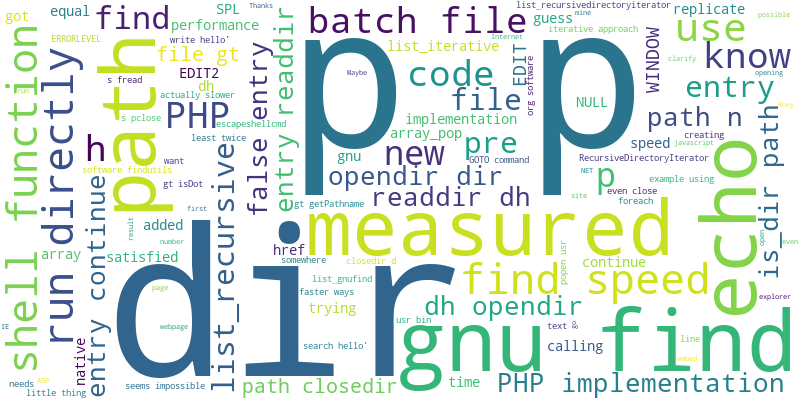 got
equal
find
SPL
performance
ERRORLEVEL
write hello'
batch file
list_recursivedirectoryiterator
replicate
guess
mine
iterative approach
Thanks
possible
use
Maybe
list_iterative
EDIT
org software
WINDOW
know
clarify
opening
file gt
EDIT2
dh
code
file
NULL
entry
actually slower
s fread
s pclose
PHP
escapeshellcmd
implementation
array_pop
speed
path n
creating
Roxy
run
shell function
run directly
path
h
least twice
want
software findutils
gt isDot
false entry
entry readdir
p
p
gnu
new
pre
GOTO command
RecursiveDirectoryIterator
javascript
NET
even close
foreach
example using
site
opendir dir
readdir dh
p
gt getPathname
list_recursive
entry continue
added
first
result
number
array
satisfied
href
somewhere
closedir d
measured
continue
popen usr
echo
is_dir path
open
even
explorer
IE
page
webpage
dir
list_gnufind
faster ways
trying
find speed
dh opendir
usr bin
search hello'
text &
calling
line
embed
native
needs
ASP
little thing
seems impossible
path closedir
time
gnu find
PHP implementation
Internet